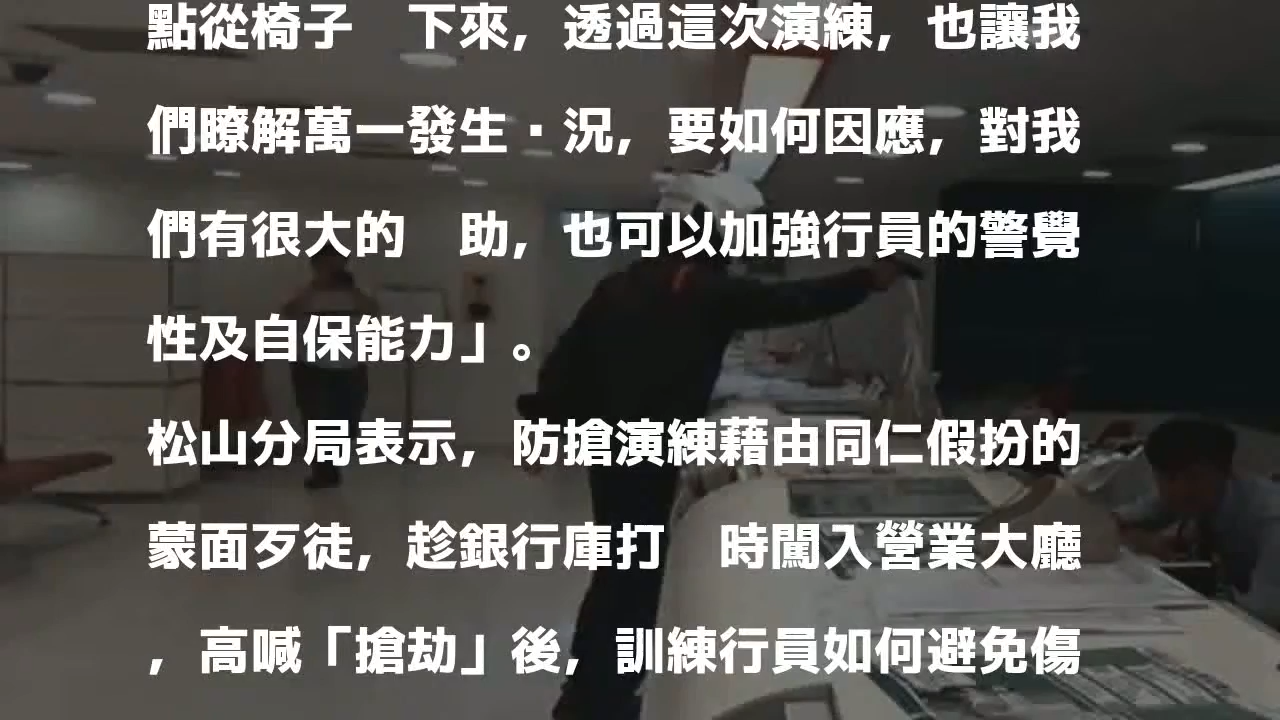 點從椅子　下來，透過這次演練，也讓我
們瞭解萬一發生▪況，要如何因應，對我
們有很大的　助，也可以加強行員的警覺
性及自保能力」。
松山分局表示，防搶演練藉由同仁假扮的
蒙面歹徒，趁銀行庫打　時闖入營業大廳
，高喊「搶劫」後，訓練行員如何避免傷